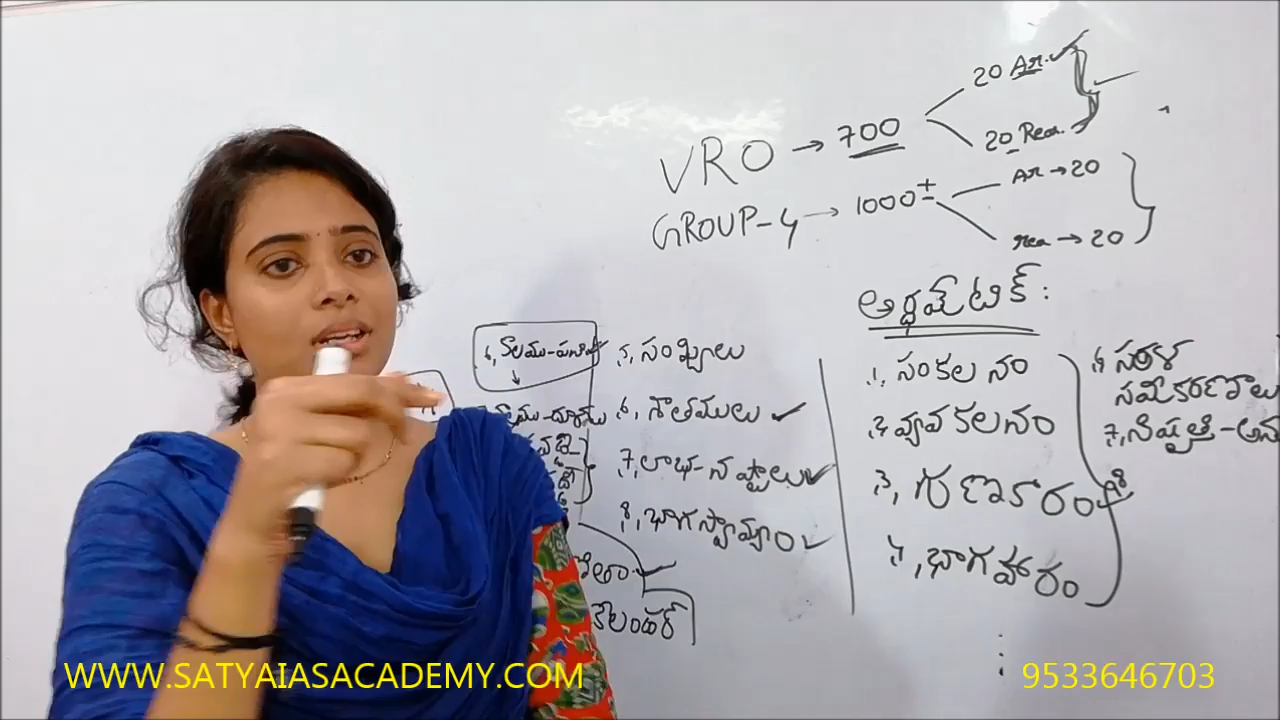 VRO → 700
20 Ar.
20 Rea.
GROUP-4 → 1000±
Ar → 20
rea → 20
అర్థమేటిక్ :
1, సంకలనం
2, వ్యవకలనం
3, గుణకారం
4, భాగహారం
సరళ
సమీకరణాలు
7, నిష్పత్తి -
5, సంఖ్యలు
6, శాతములు
7, లాభ-నష్టాలు
8, భాగస్వామ్యం
కాలము-
కేలండర్
WWW.SATYAIASACADEMY.COM
9533646703